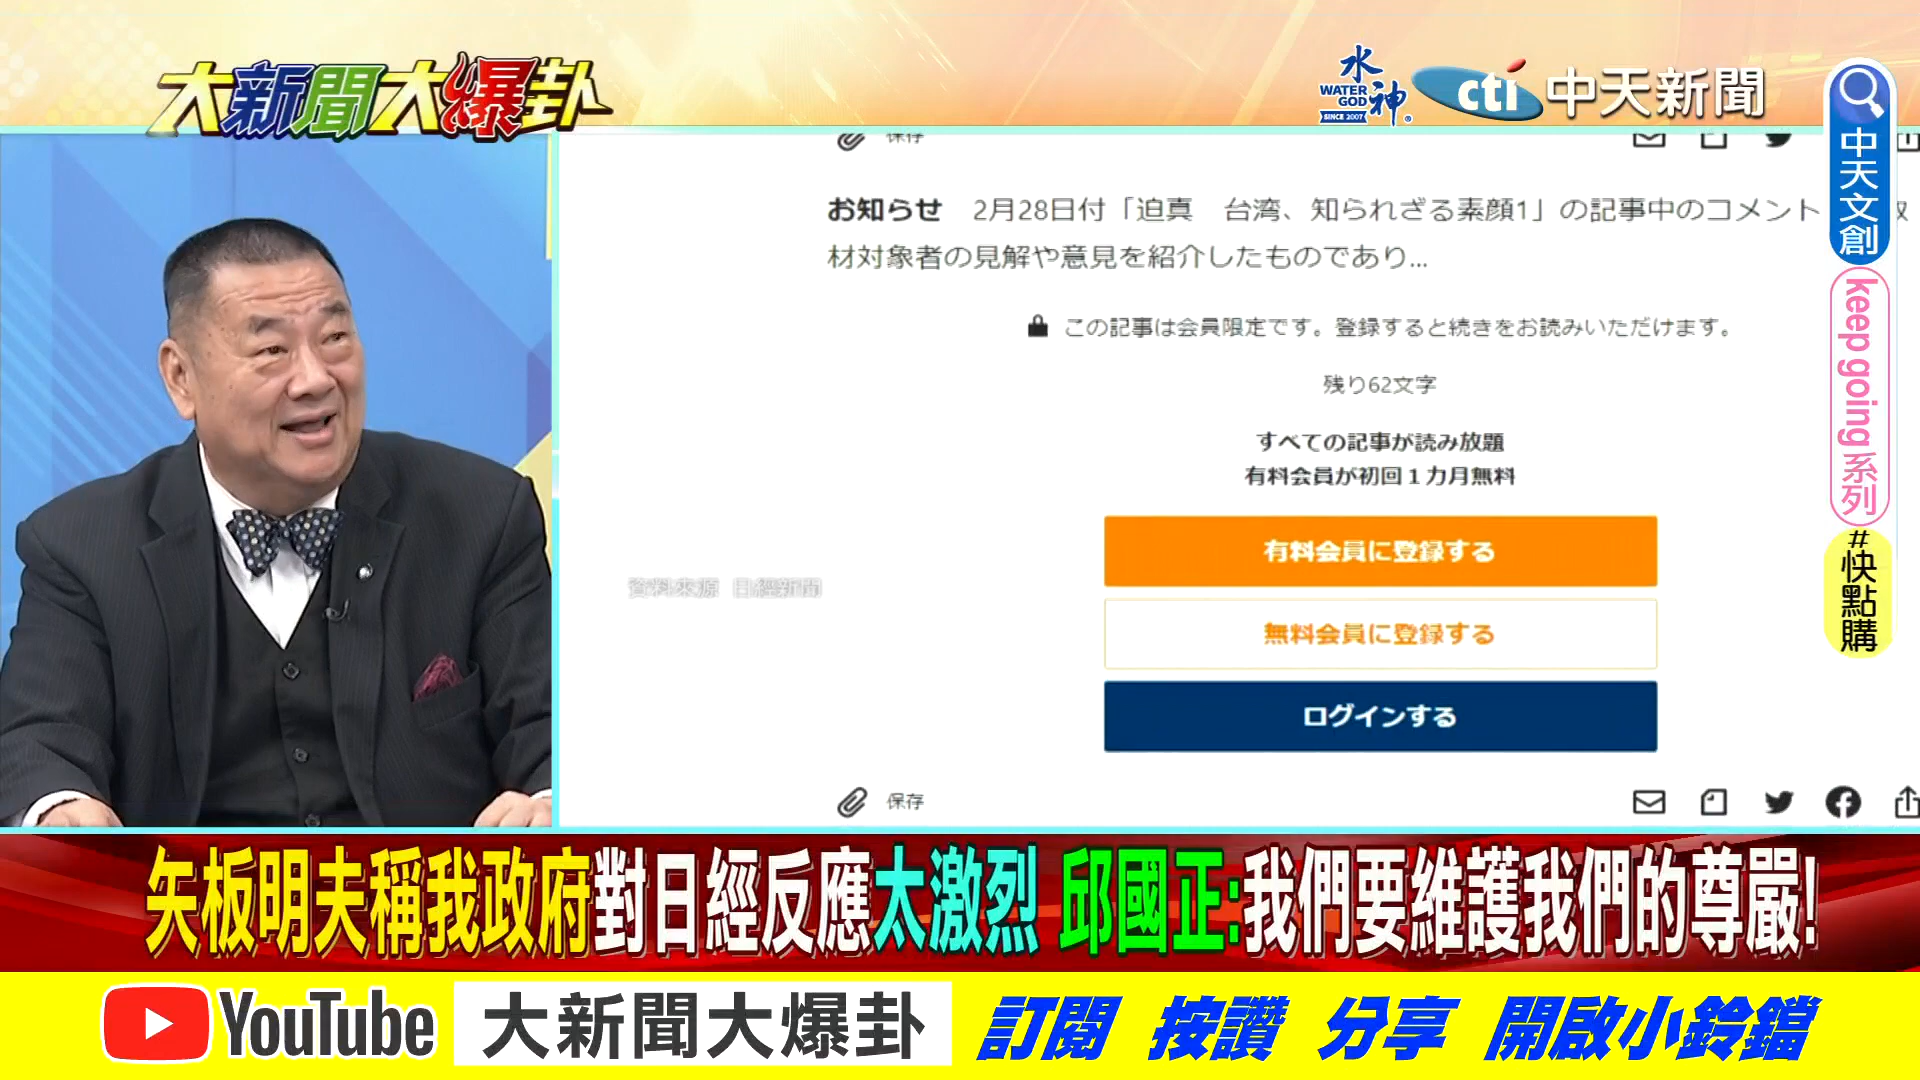 大新聞大爆卦
水神
WATER GOD
SINCE 2007
cti 中天新聞
中天文創
keep going 系列
#快點購
保存
お知らせ 2月28日付「迫真 台湾、知られざる素顔1」の記事中のコメント
材対象者の見解や意見を紹介したものであり...
この記事は会員限定です。登録すると続きをお読みいただけます。
残り62文字
すべての記事が読み放題
有料会員が初回1カ月無料
有料会員に登録する
資料來源 日經新聞
無料会員に登録する
ログインする
保存
矢板明夫稱我政府對日經反應太激烈 邱國正:我們要維護我們的尊嚴!
YouTube 大新聞大爆卦 訂閱 按讚 分享 開啟小鈴鐺